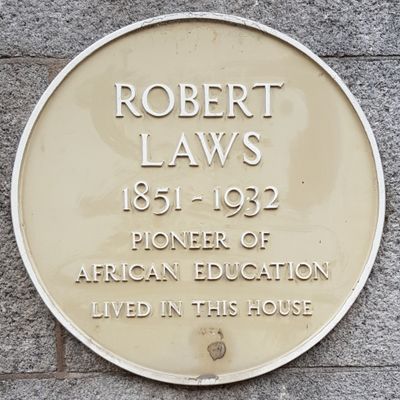 ROBERT
LAWS
1851 - 1932
PIONEER OF
AFRICAN EDUCATION
LIVED IN THIS HOUSE